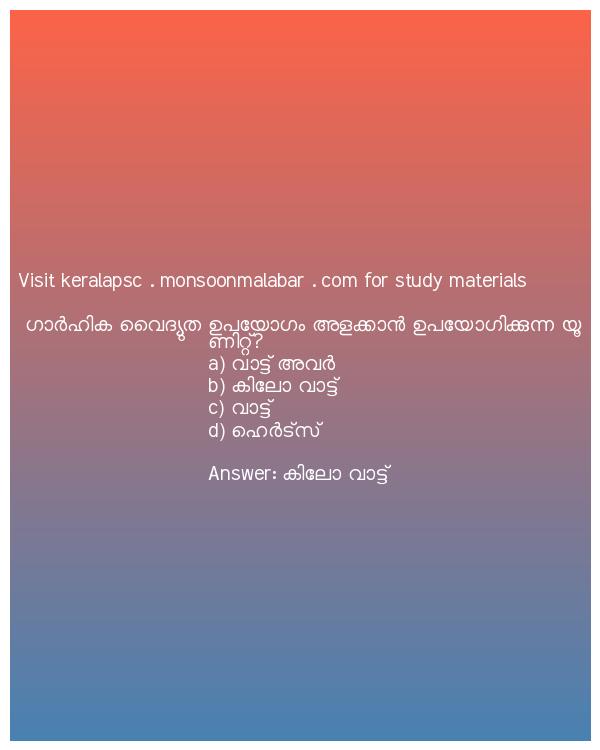 Visit keralapsc . monsoonmalabar . com for study materials
ഗാർഹിക വൈദ്യുത ഉപയോഗം അളക്കാൻ ഉപയോഗിക്കുന്ന യൂ
ണിറ്റ്?
a) വാട്ട് അവർ
b) കിലോ വാട്ട്
c) വാട്ട്
d) ഹെർട്സ്
Answer: കിലോ വാട്ട്